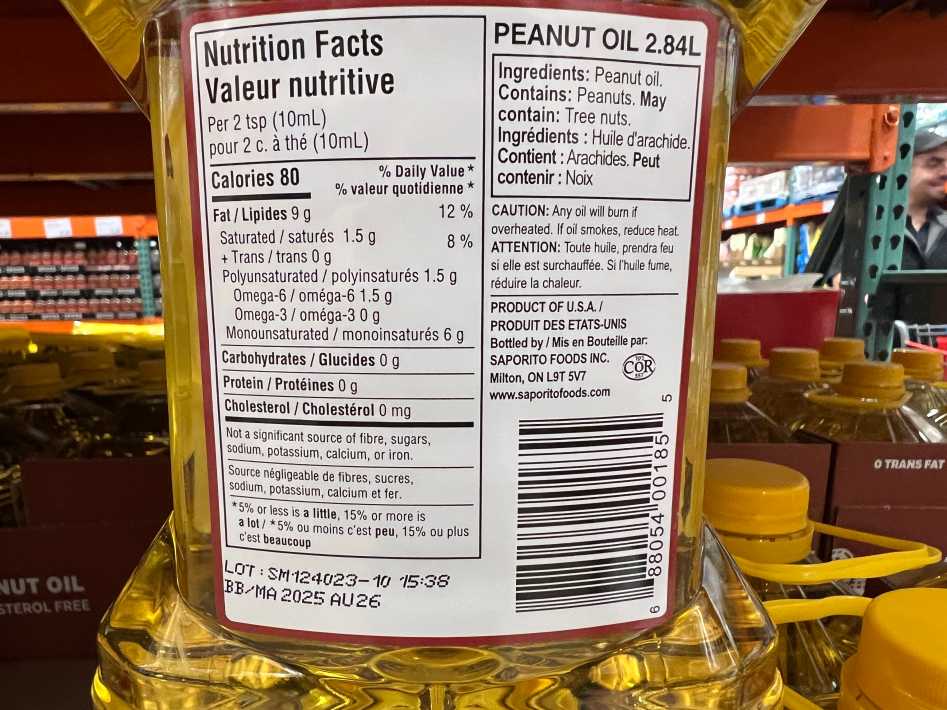 Nutrition Facts
Valeur nutritive
Per 2 tsp (10mL)
pour 2 c. à thé (10mL)
Calories 80
% Daily Value *
% valeur quotidienne *
Fat / Lipides 9 g 12 %
Saturated / saturés 1.5 g 8 %
+ Trans / trans 0 g
Polyunsaturated / polyinsaturés 1.5 g
Omega-6 / oméga-6 1.5 g
Omega-3 / oméga-3 0 g
Monounsaturated / monoinsaturés 6 g
Carbohydrates / Glucides 0 g
Protein / Protéines 0 g
Cholesterol / Cholestérol 0 mg
Not a significant source of fibre, sugars,
sodium, potassium, calcium, or iron.
Source négligeable de fibres, sucres,
sodium, potassium, calcium et fer.
*5% or less is a little, 15% or more is
a lot / *5% ou moins c'est peu, 15% ou plus
c'est beaucoup
LOT : SM124023-10 15:38
BB/MA 2025 AU26
PEANUT OIL 2.84L
Ingredients: Peanut oil.
Contains: Peanuts. May
contain: Tree nuts.
Ingrédients : Huile d'arachide.
Contient : Arachides. Peut
contenir : Noix
CAUTION: Any oil will burn if
overheated. If oil smokes, reduce heat.
ATTENTION: Toute huile, prendra feu
si elle est surchauffée. Si l'huile fume,
réduire la chaleur.
PRODUCT OF U.S.A. /
PRODUIT DES ETATS-UNIS
Bottled by / Mis en Bouteille par:
SAPORITO FOODS INC.
Milton, ON L9T 5V7
www.saporitofoods.com
COR
6 88054 00185 5
NUT OIL
STEROL FREE
0 TRANS FAT